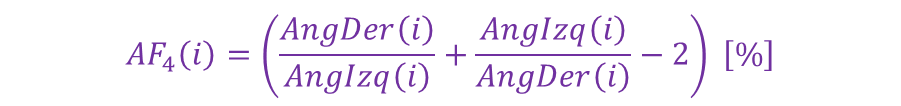 AF₄(i) = (AngDer(i)/AngIzq(i) + AngIzq(i)/AngDer(i) − 2) [%]